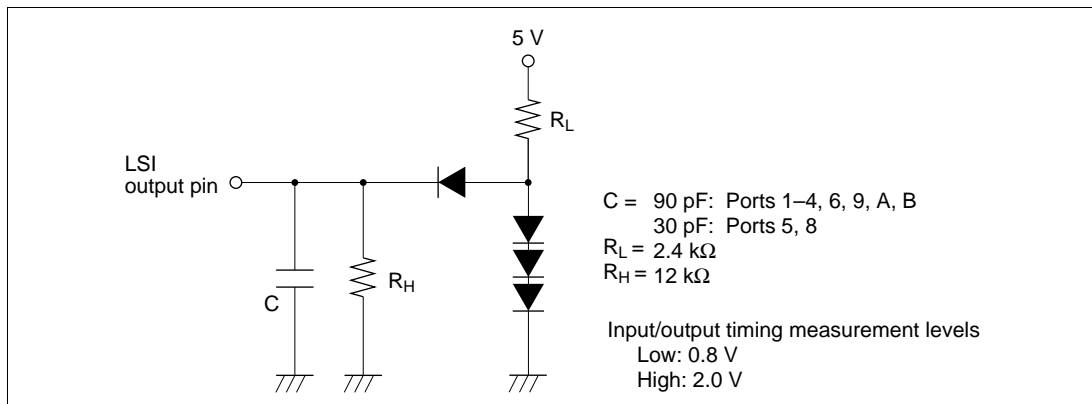 5 V
R_L
LSI
output pin
C = 90 pF: Ports 1–4, 6, 9, A, B
30 pF: Ports 5, 8
R_L = 2.4 kΩ
R_H = 12 kΩ
R_H
C
Input/output timing measurement levels
Low: 0.8 V
High: 2.0 V